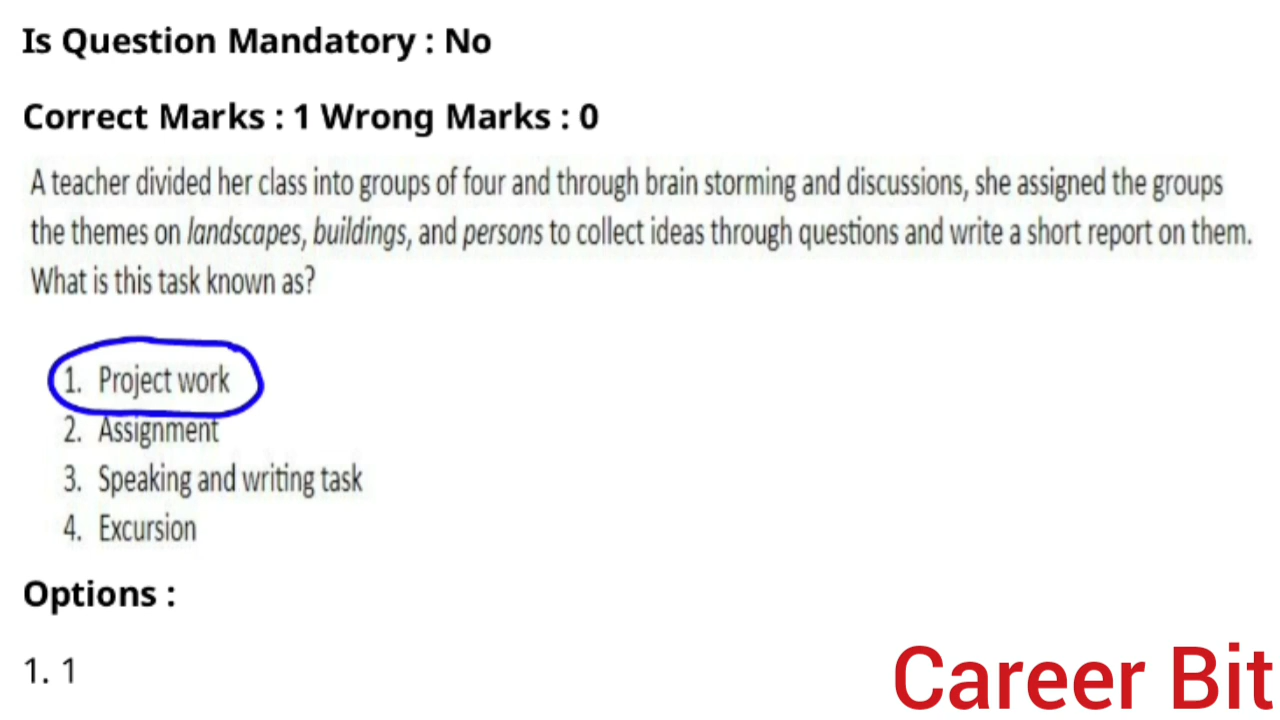 Is Question Mandatory : No
Correct Marks : 1 Wrong Marks : 0
A teacher divided her class into groups of four and through brain storming and discussions, she assigned the groups
the themes on landscapes, buildings, and persons to collect ideas through questions and write a short report on them.
What is this task known as?
1. Project work
2. Assignment
3. Speaking and writing task
4. Excursion
Options :
1. 1
Career Bit